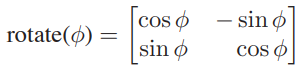 rotate(ϕ) = [cos ϕ − sin ϕ
sin ϕ cos ϕ]